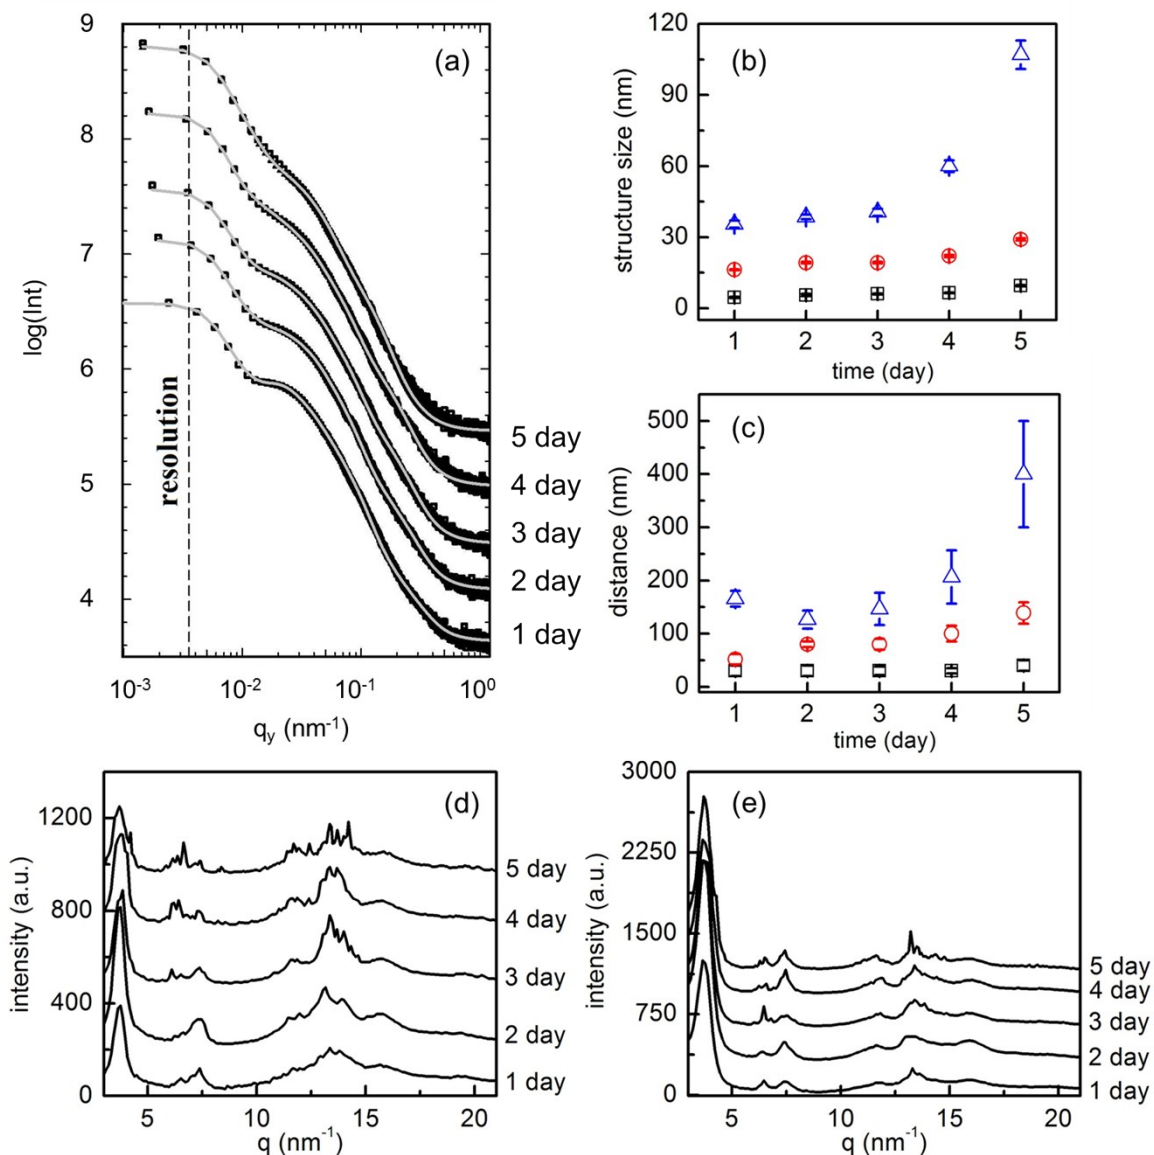 (a)
9
8
7
6
5
4
log(Int)
resolution
5 day
4 day
3 day
2 day
1 day
10⁻³ 10⁻² 10⁻¹ 10⁰
qy (nm⁻¹)
(b)
120
90
60
30
0
structure size (nm)
1 2 3 4 5
time (day)
(c)
500
400
300
200
100
0
distance (nm)
1 2 3 4 5
time (day)
(d)
1200
800
400
0
intensity (a.u.)
5 day
4 day
3 day
2 day
1 day
5 10 15 20
q (nm⁻¹)
(e)
3000
2250
1500
750
0
intensity (a.u.)
5 day
4 day
3 day
2 day
1 day
5 10 15 20
q (nm⁻¹)